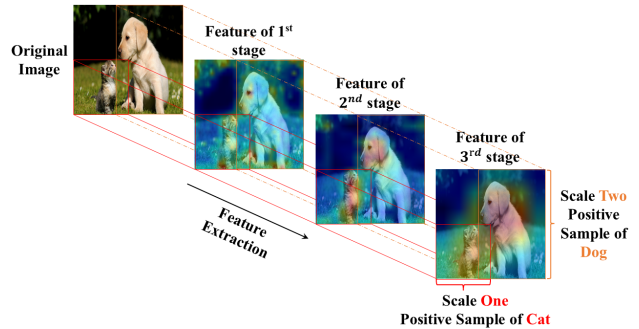 Original
Image
Feature of 1st
stage
Feature of
2nd stage
Feature of
3rd stage
Feature
Extraction
Scale Two
Positive
Sample of
Dog
Scale One
Positive Sample of Cat